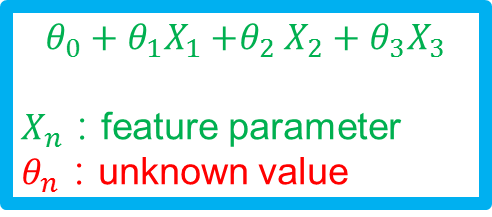 θ₀ + θ₁X₁ +θ₂ X₂ + θ₃X₃
Xₙ : feature parameter
θₙ : unknown value